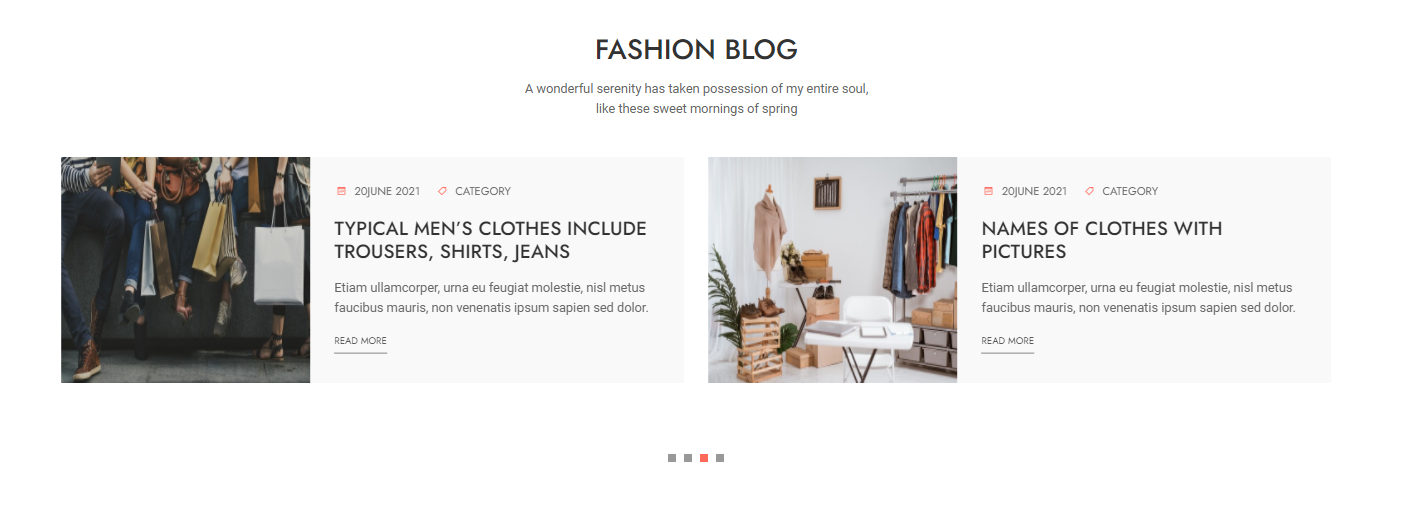 FASHION BLOG
A wonderful serenity has taken possession of my entire soul,
like these sweet mornings of spring
20JUNE 2021 CATEGORY
TYPICAL MEN’S CLOTHES INCLUDE
TROUSERS, SHIRTS, JEANS
Etiam ullamcorper, urna eu feugiat molestie, nisl metus
faucibus mauris, non venenatis ipsum sapien sed dolor.
READ MORE
20JUNE 2021 CATEGORY
NAMES OF CLOTHES WITH
PICTURES
Etiam ullamcorper, urna eu feugiat molestie, nisl metus
faucibus mauris, non venenatis ipsum sapien sed dolor.
READ MORE